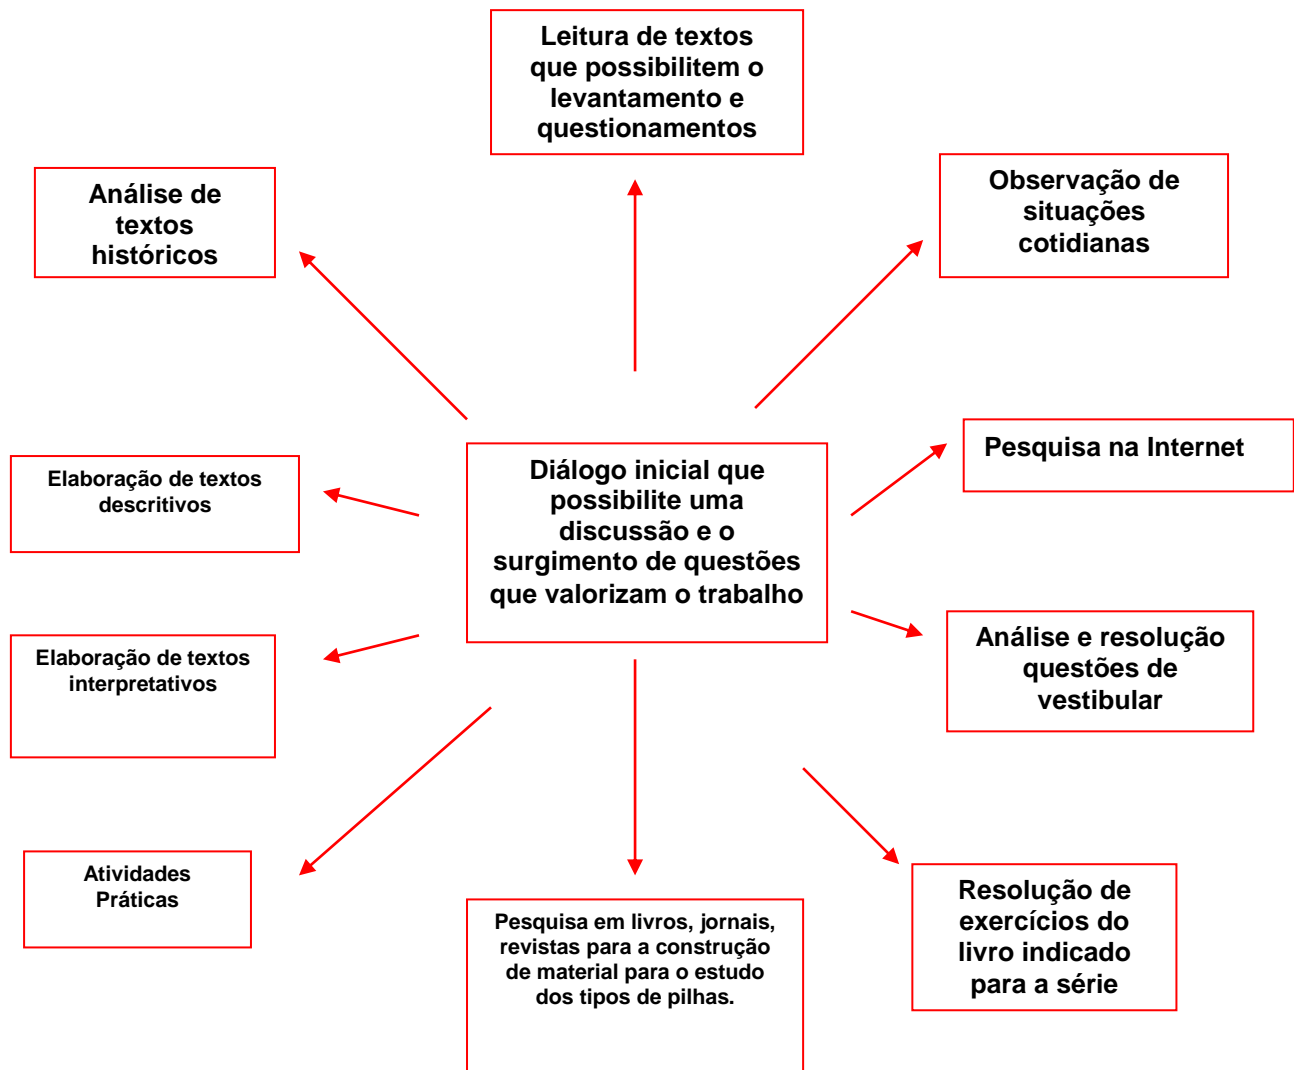 Leitura de textos
que possibilitem o
levantamento e
questionamentos
Análise de
textos
históricos
Observação de
situações
cotidianas
Pesquisa na Internet
Elaboração de textos
descritivos
Diálogo inicial que
possibilite uma
discussão e o
surgimento de questões
que valorizam o trabalho
Análise e resolução
questões de
vestibular
Elaboração de textos
interpretativos
Atividades
Práticas
Pesquisa em livros, jornais,
revistas para a construção
de material para o estudo
dos tipos de pilhas.
Resolução de
exercícios do
livro indicado
para a série